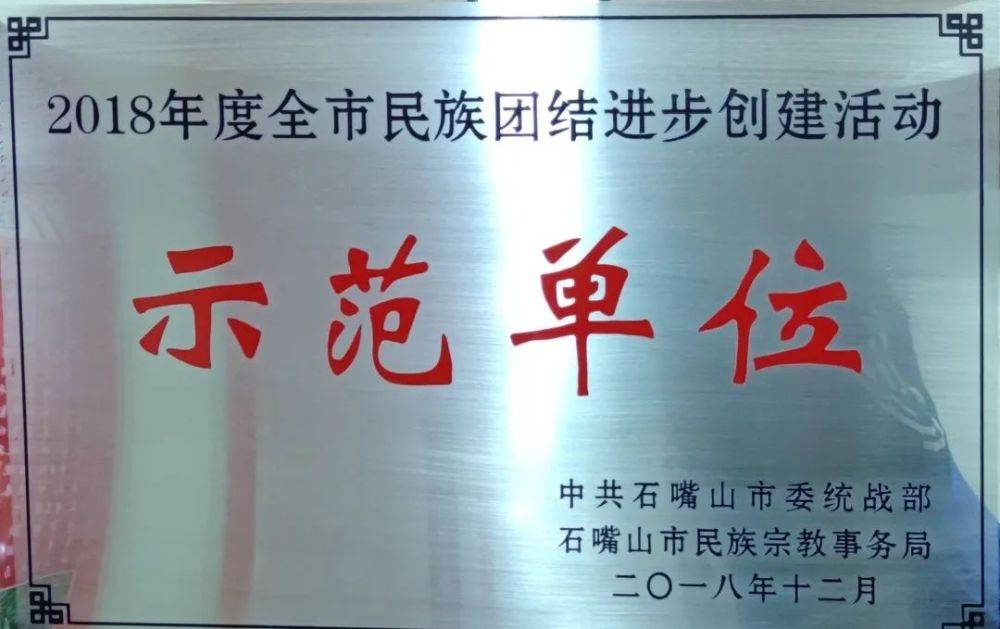 2018年度全市民族团结进步创建活动
示范单位
中共石嘴山市委统战部
石嘴山市民族宗教事务局
二〇一八年十二月